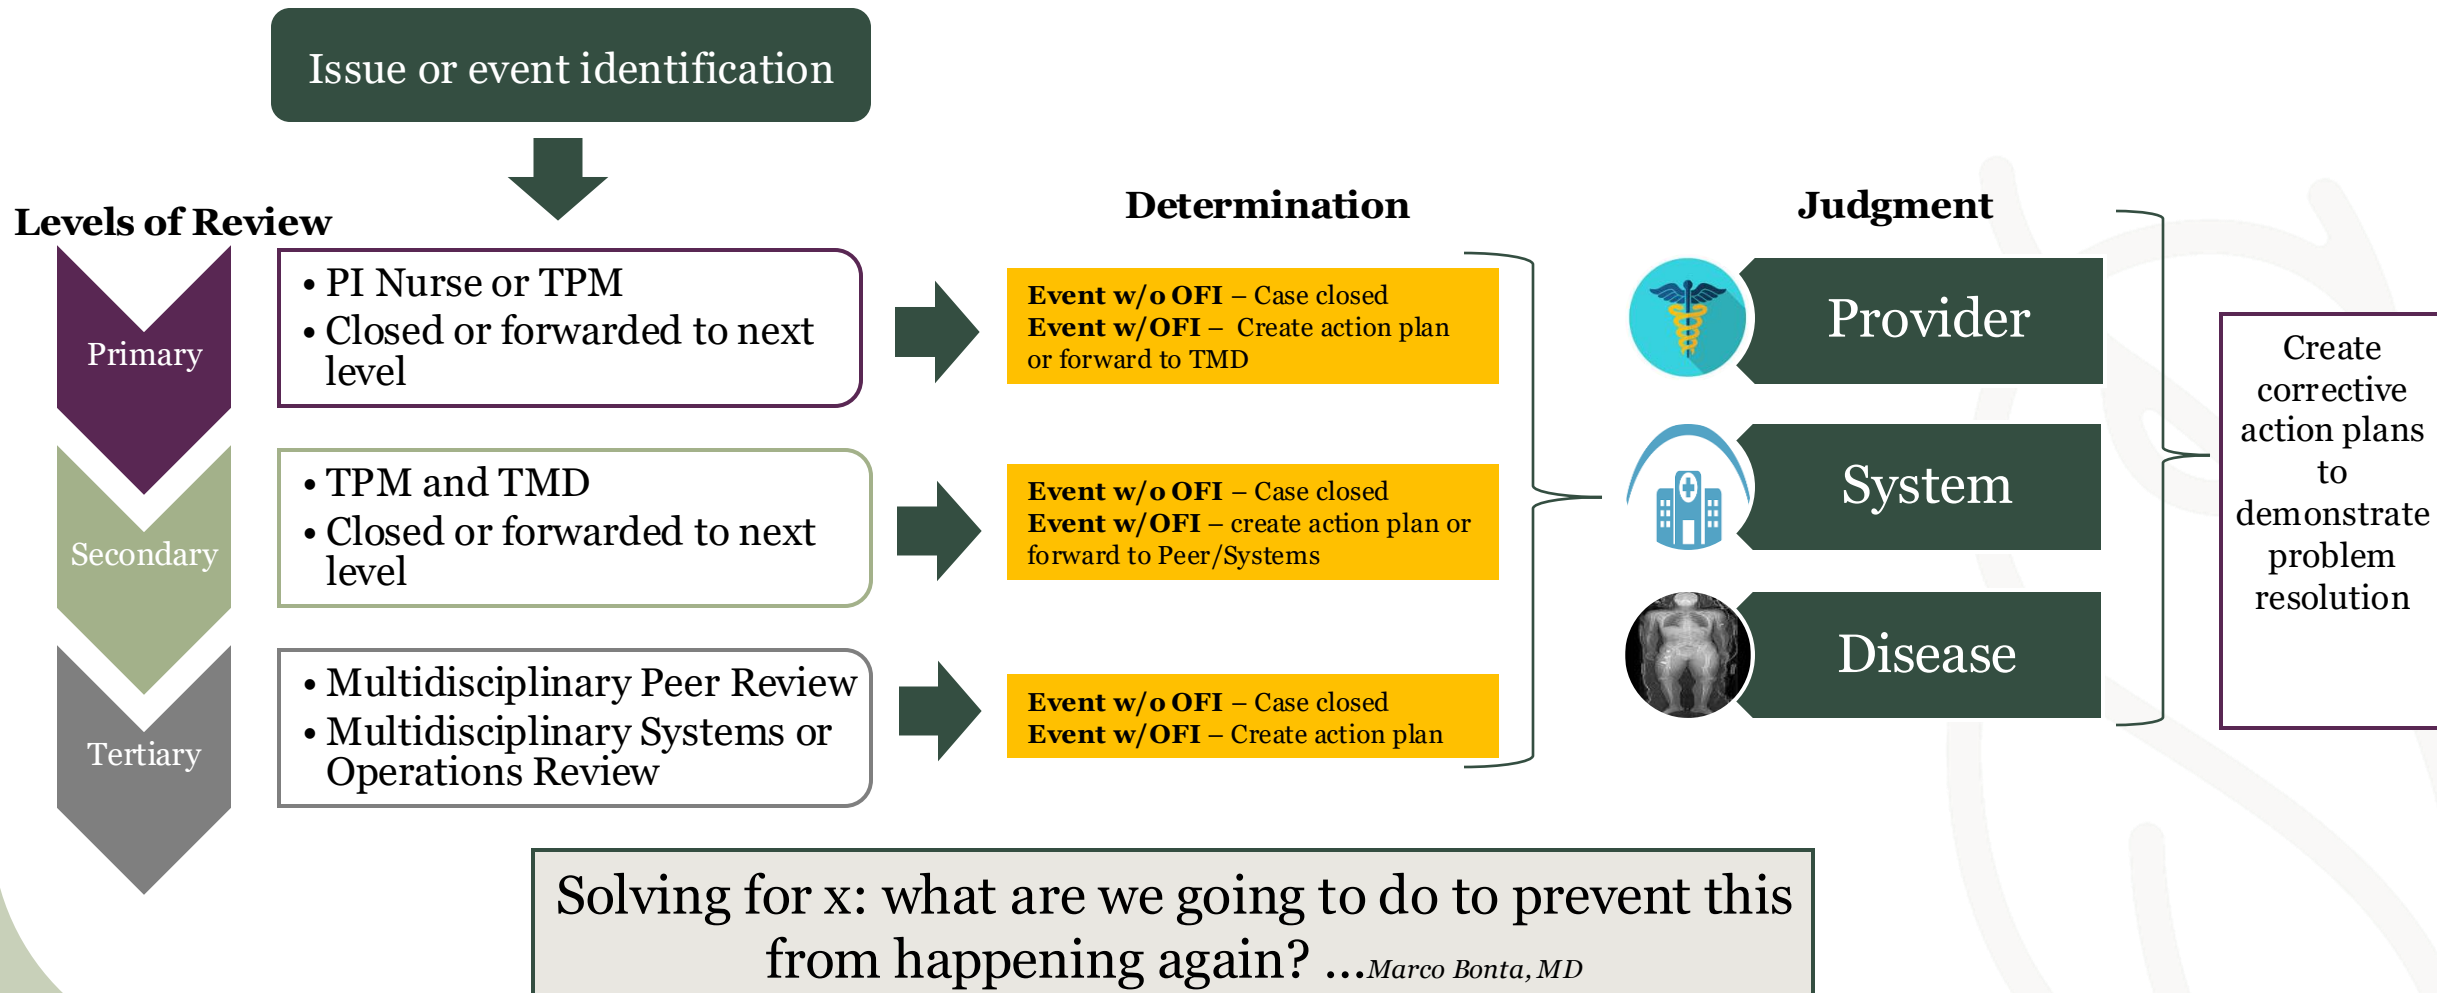 Issue or event identification
Levels of Review
Determination
Judgment
Primary
• PI Nurse or TPM
• Closed or forwarded to next
level
Event w/o OFI – Case closed
Event w/OFI – Create action plan
or forward to TMD
Provider
Secondary
• TPM and TMD
• Closed or forwarded to next
level
Event w/o OFI – Case closed
Event w/OFI – create action plan or
forward to Peer/Systems
System
Tertiary
• Multidisciplinary Peer Review
• Multidisciplinary Systems or
Operations Review
Event w/o OFI – Case closed
Event w/OFI – Create action plan
Disease
Create
corrective
action plans
to
demonstrate
problem
resolution
Solving for x: what are we going to do to prevent this
from happening again? ...Marco Bonta, MD